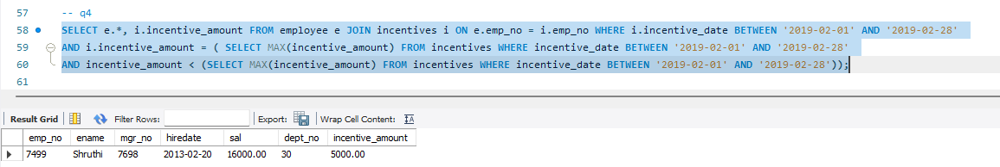 57 -- q4
58 SELECT e.*, i.incentive_amount FROM employee e JOIN incentives i ON e.emp_no = i.emp_no WHERE i.incentive_date BETWEEN '2019-02-01' AND '2019-02-28'
59 AND i.incentive_amount = ( SELECT MAX(incentive_amount) FROM incentives WHERE incentive_date BETWEEN '2019-02-01' AND '2019-02-28'
60 AND incentive_amount < (SELECT MAX(incentive_amount) FROM incentives WHERE incentive_date BETWEEN '2019-02-01' AND '2019-02-28'));
61
Result Grid Filter Rows: Export: Wrap Cell Content:
emp_no ename mgr_no hiredate sal dept_no incentive_amount
7499 Shruthi 7698 2013-02-20 16000.00 30 5000.00